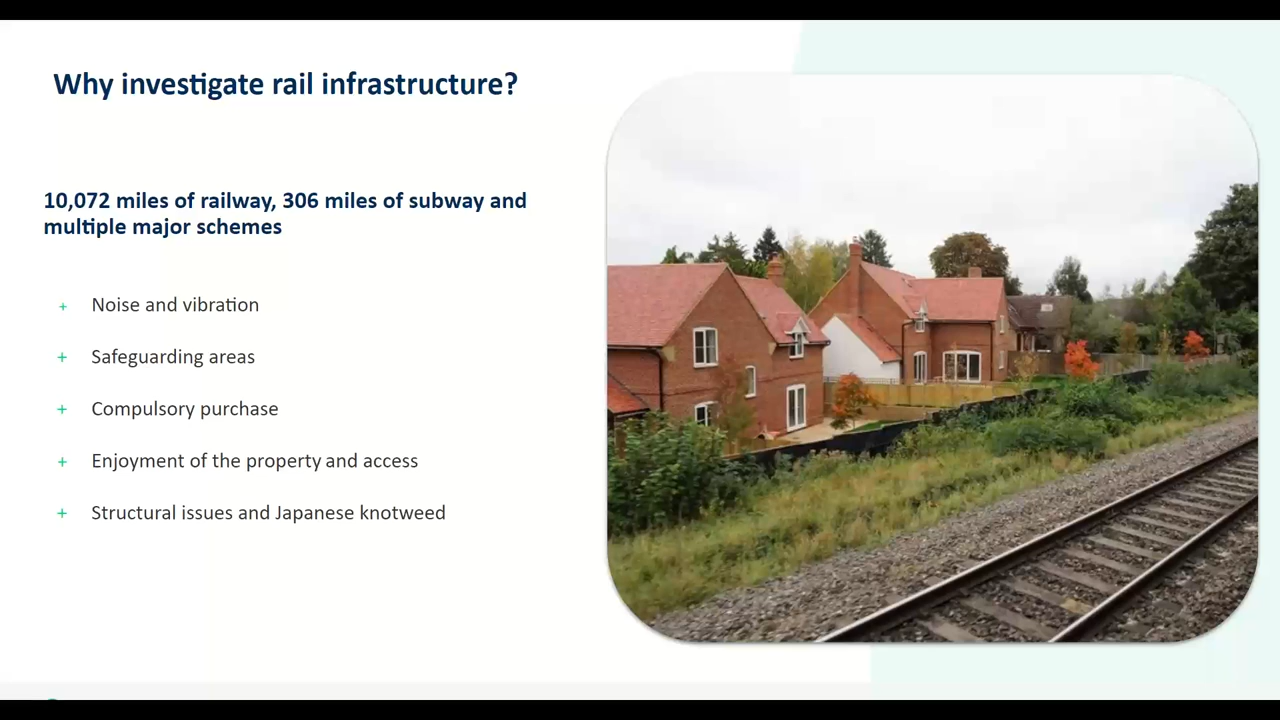 Why investigate rail infrastructure?
10,072 miles of railway, 306 miles of subway and
multiple major schemes
+ Noise and vibration
+ Safeguarding areas
+ Compulsory purchase
+ Enjoyment of the property and access
+ Structural issues and Japanese knotweed